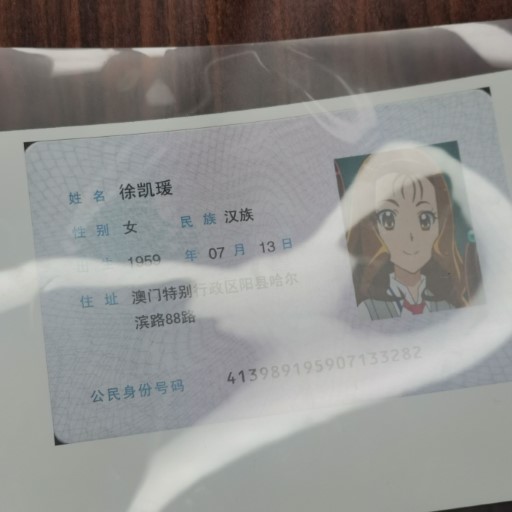 姓名 徐凯瑗
性别 女 民族 汉族
出生 1959 年 07 月 13 日
住址 澳门特别行政区阳县哈尔
滨路88路
公民身份号码 413989195907133282